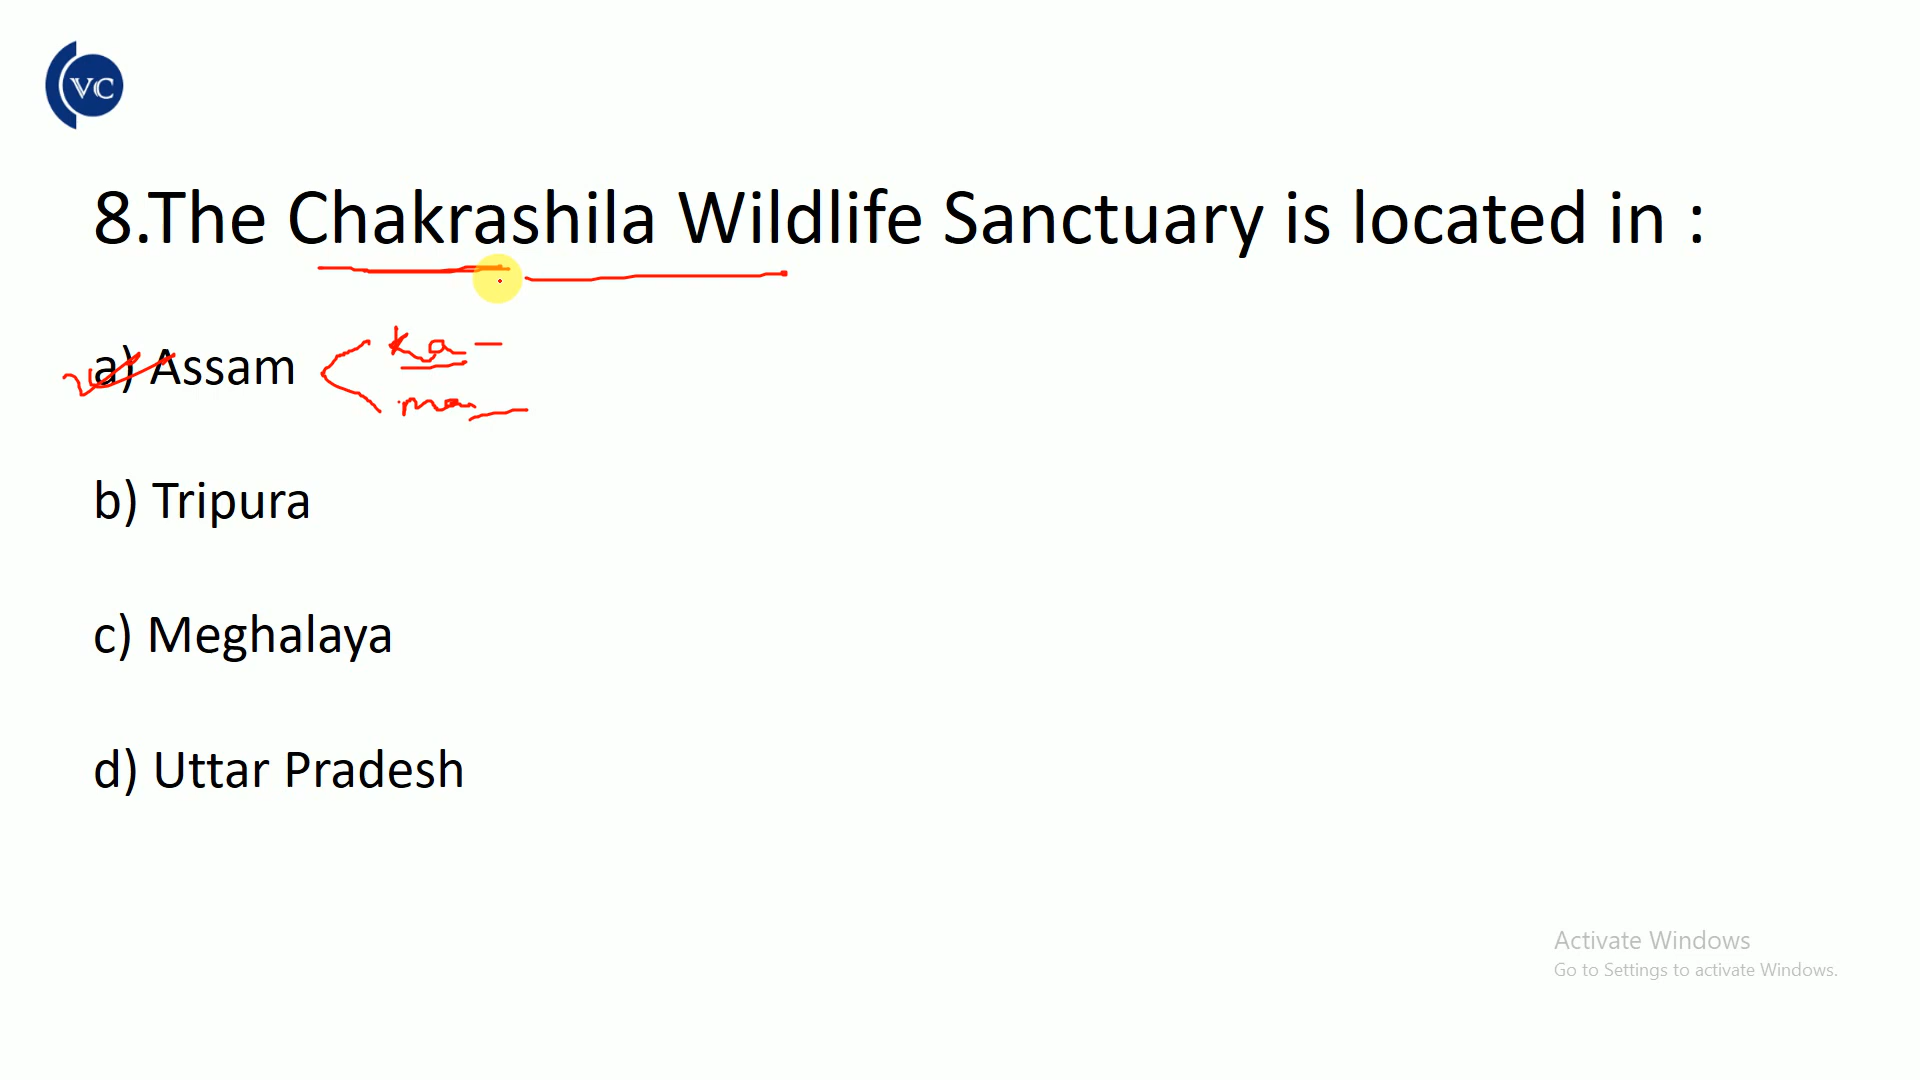 VC
8.The Chakrashila Wildlife Sanctuary is located in :
a) Assam
ka
ma
b) Tripura
c) Meghalaya
d) Uttar Pradesh
Activate Windows
Go to Settings to activate Windows.